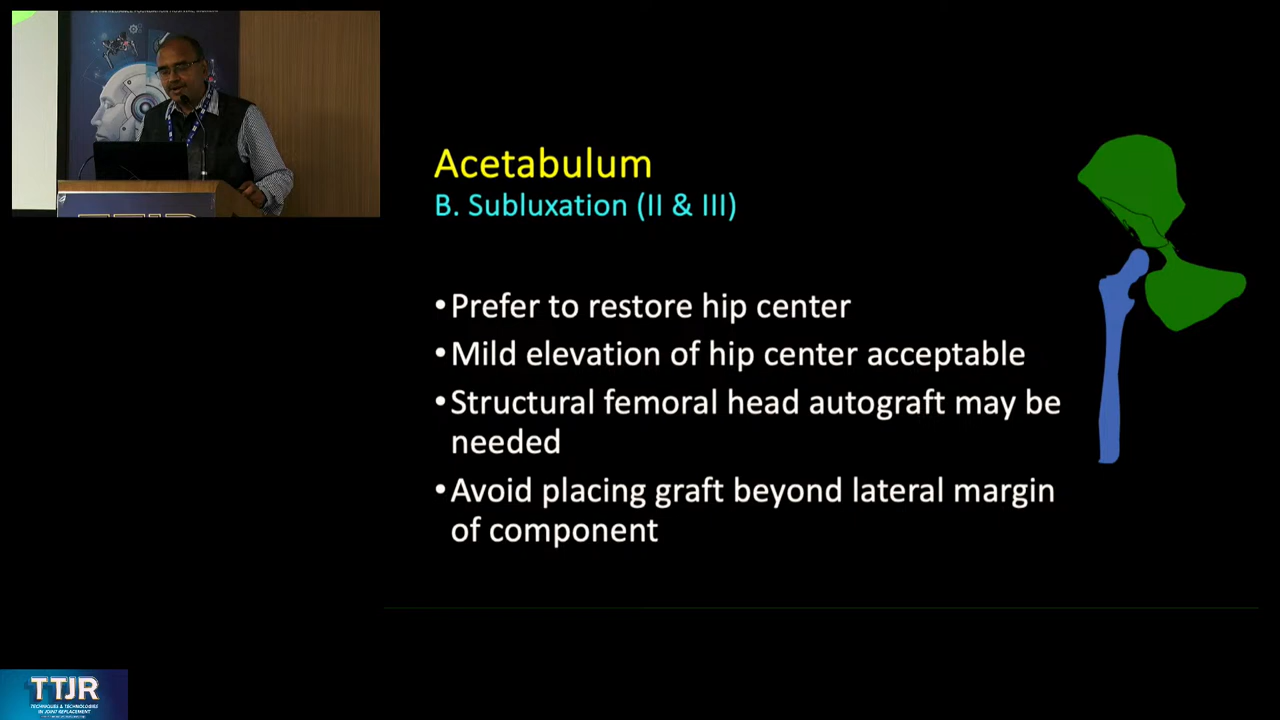 Acetabulum
B. Subluxation (II & III)
•Prefer to restore hip center
•Mild elevation of hip center acceptable
•Structural femoral head autograft may be
needed
•Avoid placing graft beyond lateral margin
of component
TTJR
TECHNIQUES & TECHNOLOGIES
IN JOINT REPLACEMENT